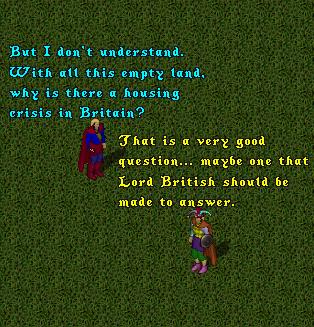 But I don't understand.
With all this empty land,
why is there a housing
crisis in Britain?
That is a very good
question... maybe one that
Lord British should be
made to answer.